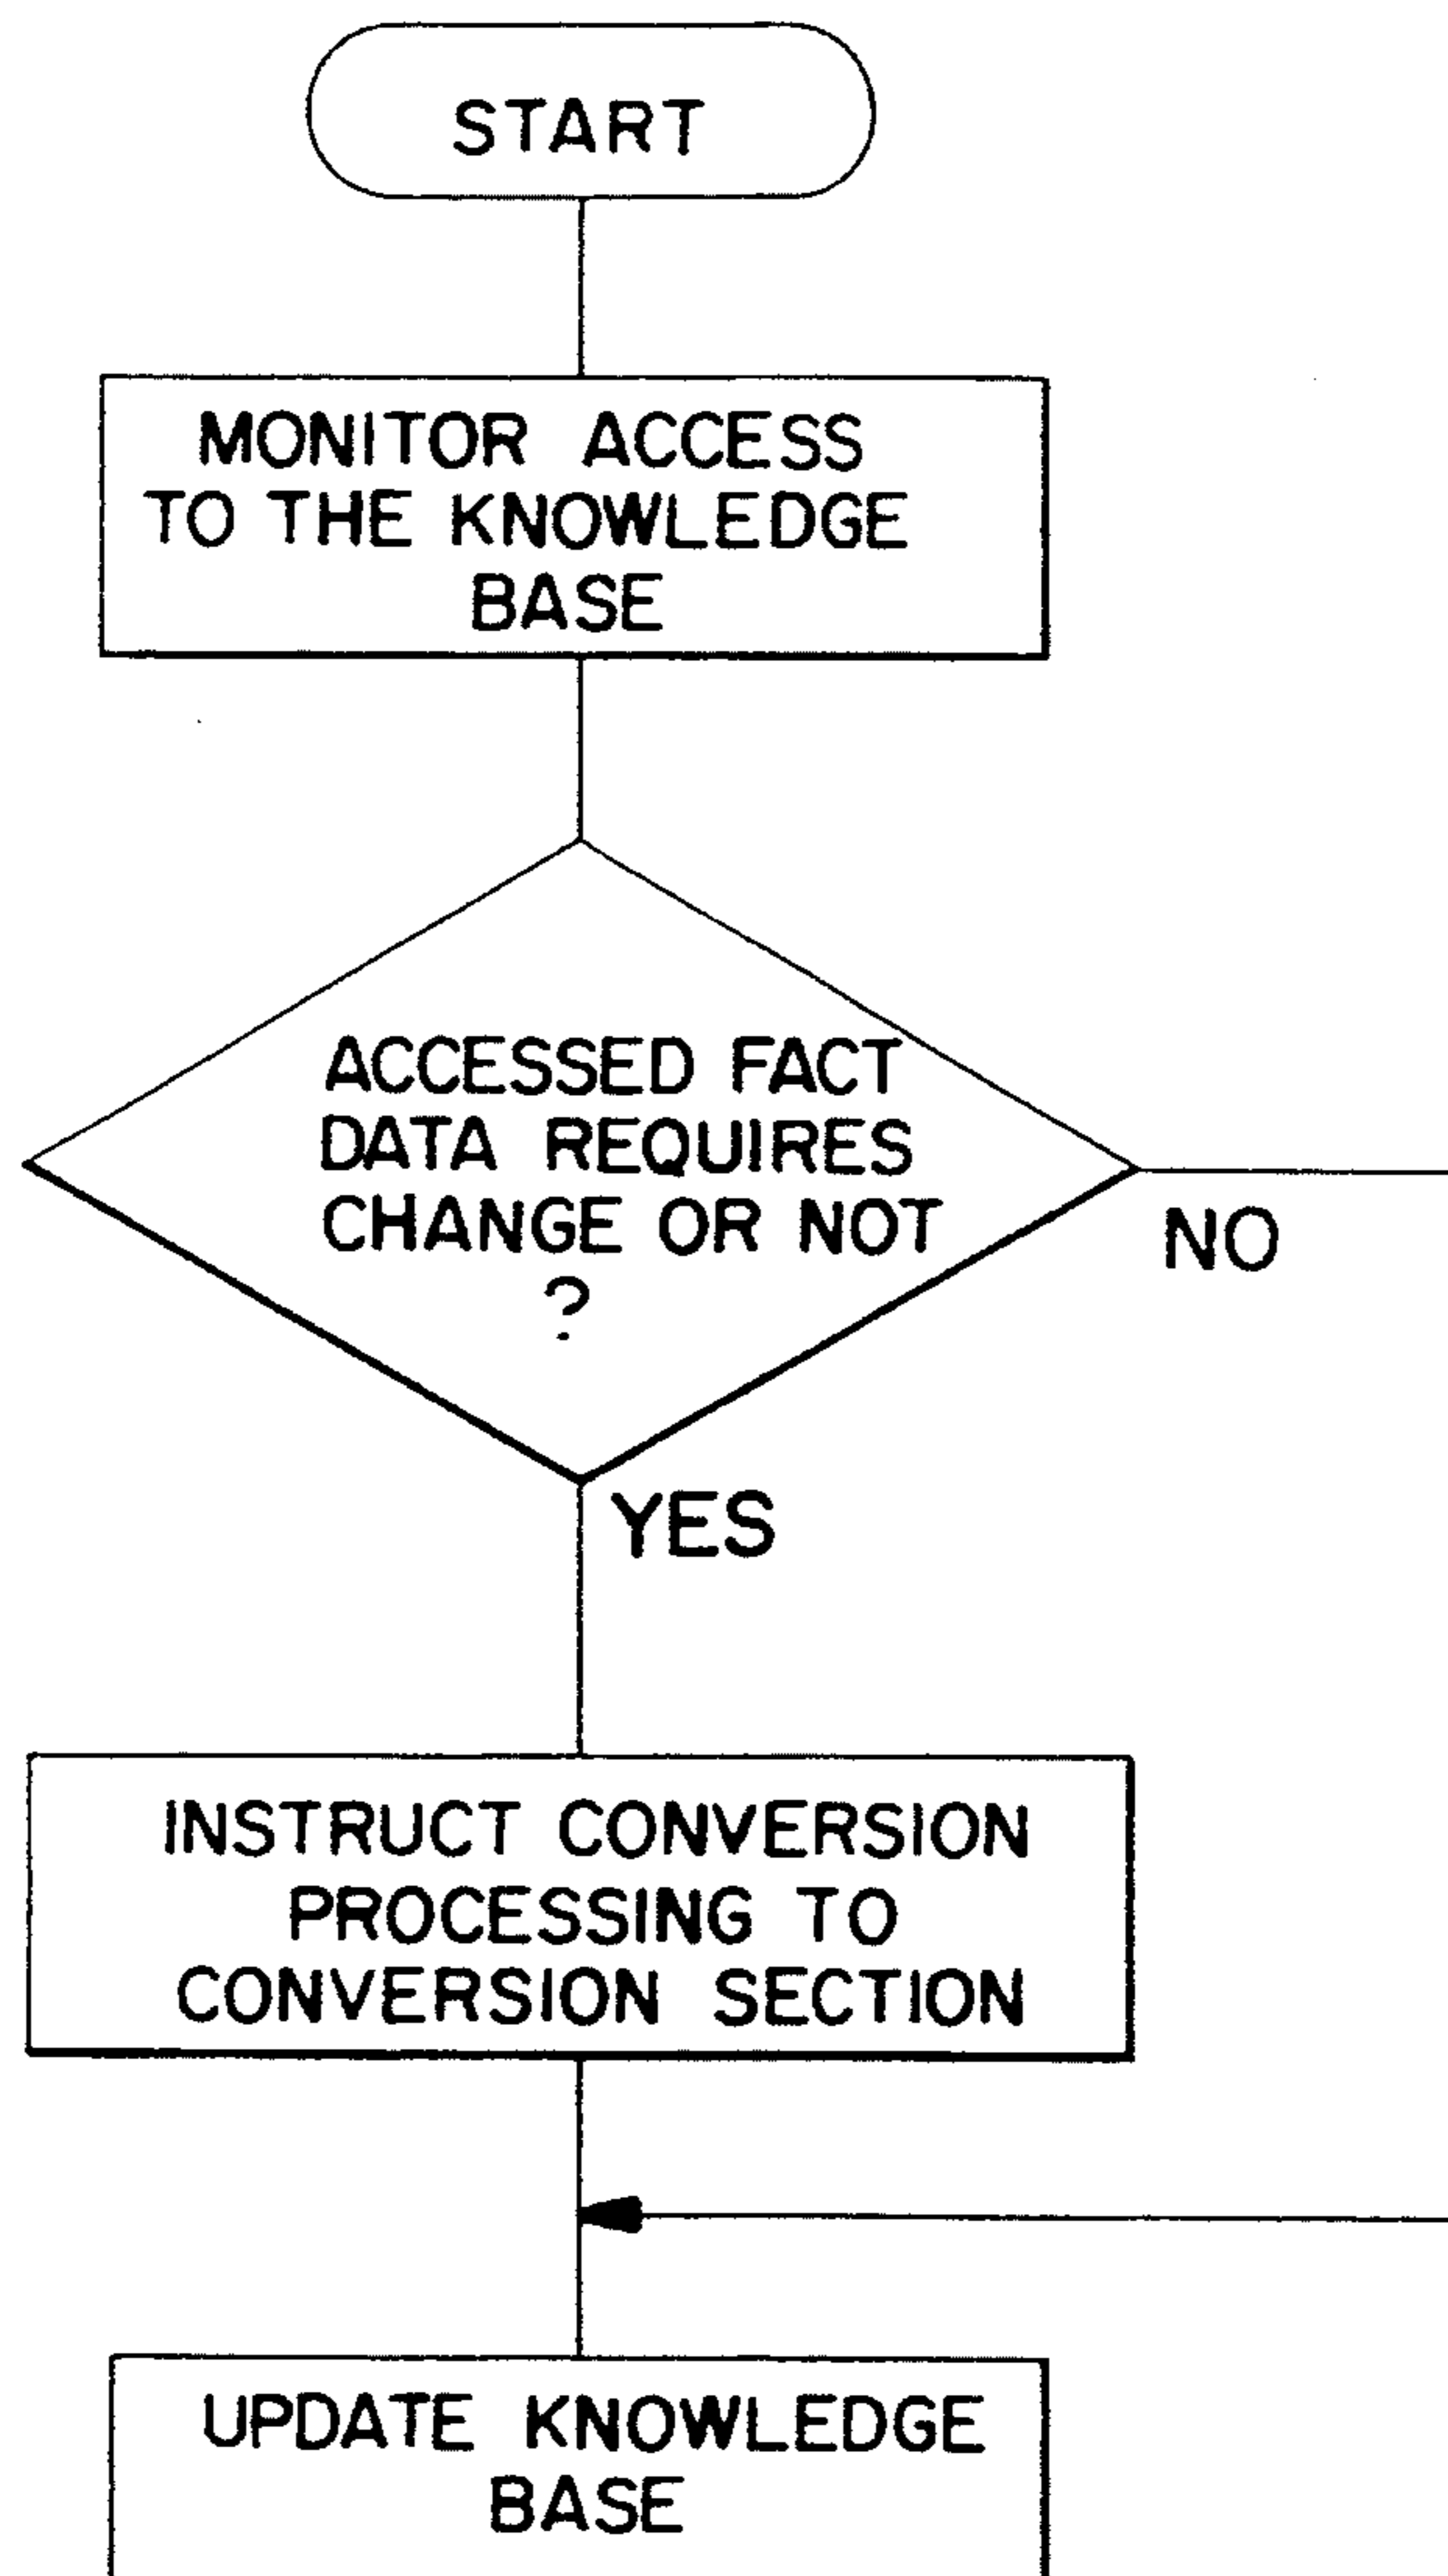 START
MONITOR ACCESS
TO THE KNOWLEDGE
BASE
ACCESSED FACT
DATA REQUIRES
CHANGE OR NOT
?
NO
YES
INSTRUCT CONVERSION
PROCESSING TO
CONVERSION SECTION
UPDATE KNOWLEDGE
BASE